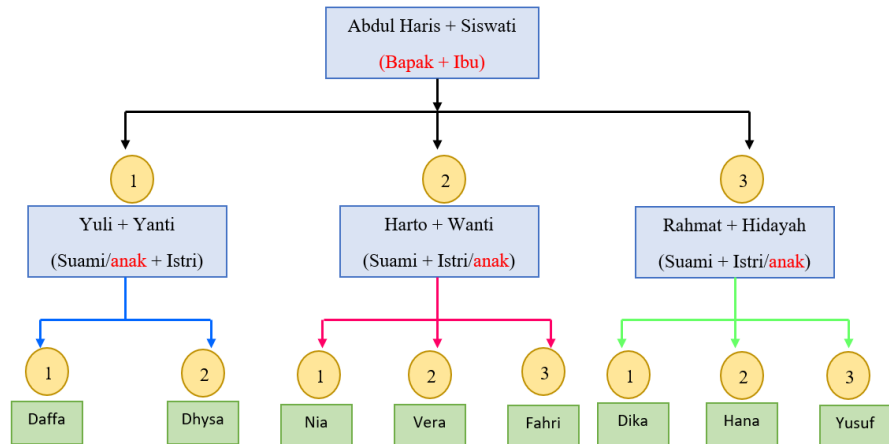 Abdul Haris + Siswati
(Bapak + Ibu)
1
2
3
Yuli + Yanti
(Suami/anak + Istri)
Harto + Wanti
(Suami + Istri/anak)
Rahmat + Hidayah
(Suami + Istri/anak)
1
2
1
2
3
1
2
3
Daffa
Dhysa
Nia
Vera
Fahri
Dika
Hana
Yusuf